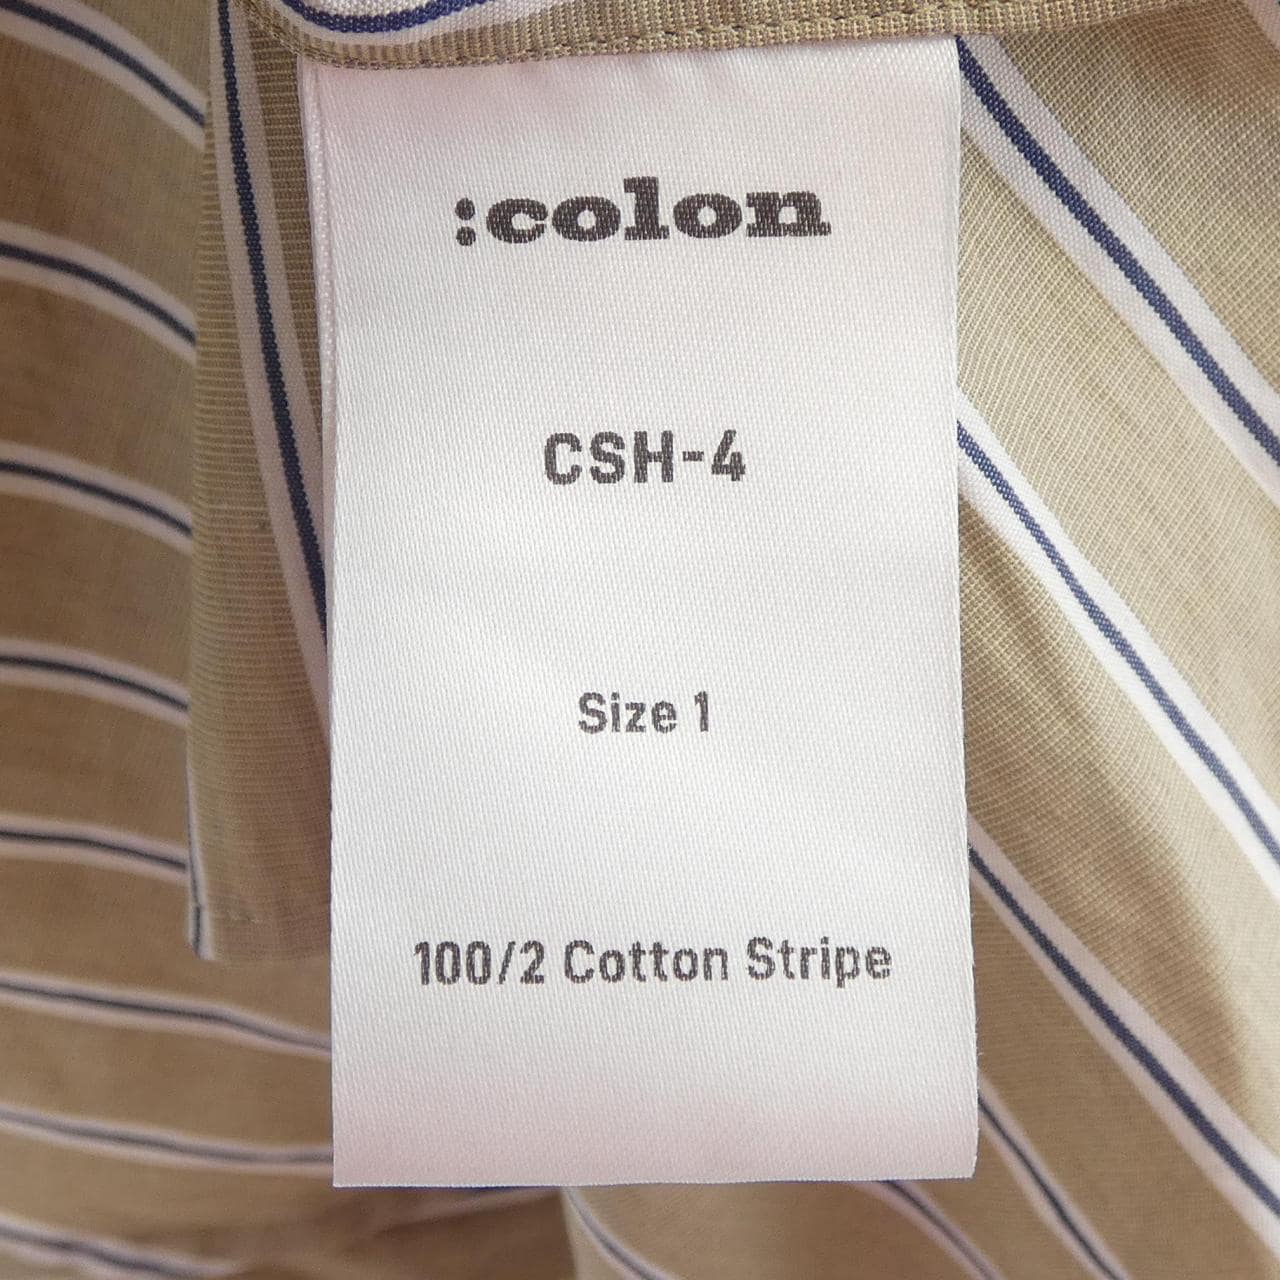 :colon
CSH-4
Size 1
100/2 Cotton Stripe